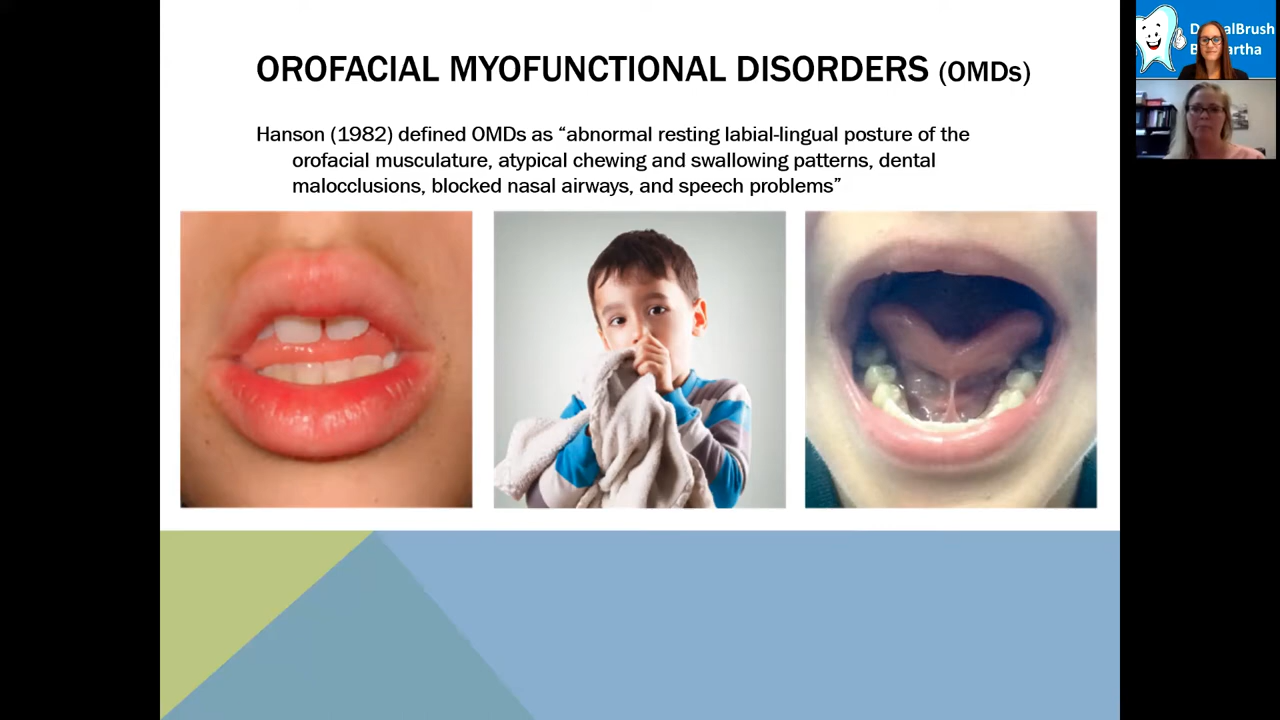 OROFACIAL MYOFUNCTIONAL DISORDERS (OMDs)
Hanson (1982) defined OMDs as “abnormal resting labial-lingual posture of the
orofacial musculature, atypical chewing and swallowing patterns, dental
malocclusions, blocked nasal airways, and speech problems”